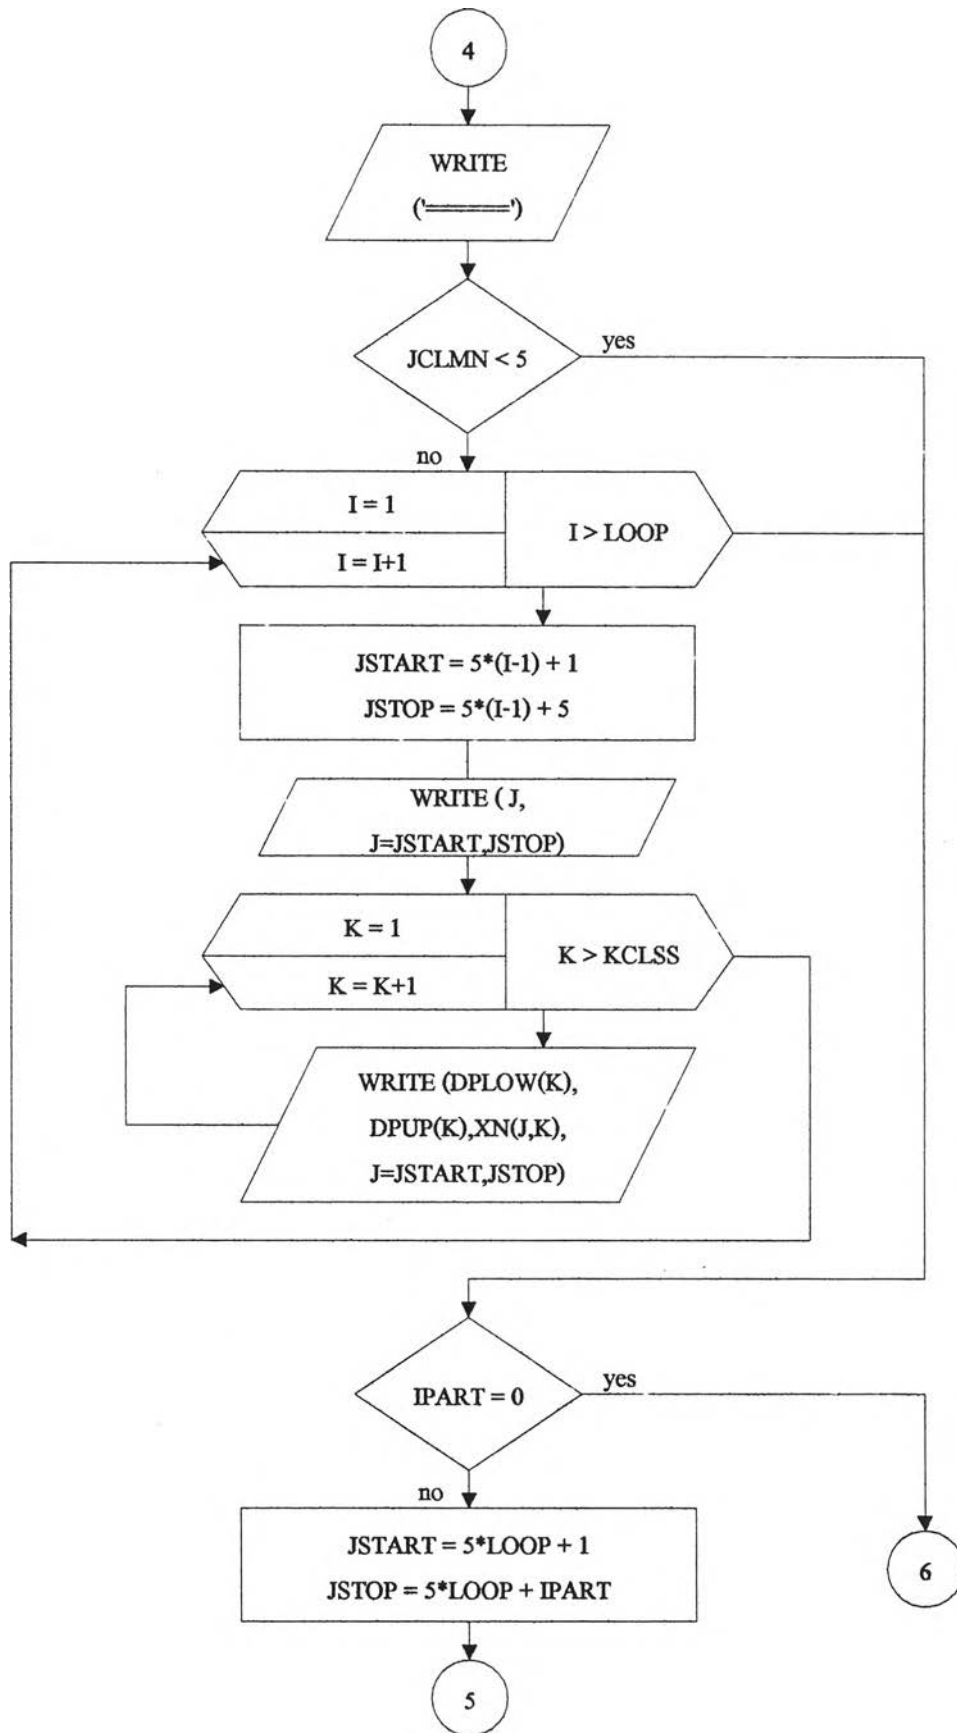 4
WRITE
('======')
JCLMN < 5
yes
no
I = 1
I > LOOP
I = I+1
JSTART = 5*(I-1) + 1
JSTOP = 5*(I-1) + 5
WRITE ( J,
J=JSTART,JSTOP)
K = 1
K > KCLSS
K = K+1
WRITE (DPLOW(K),
DPUP(K),XN(J,K),
J=JSTART,JSTOP)
IPART = 0
yes
no
JSTART = 5*LOOP + 1
JSTOP = 5*LOOP + IPART
6
5